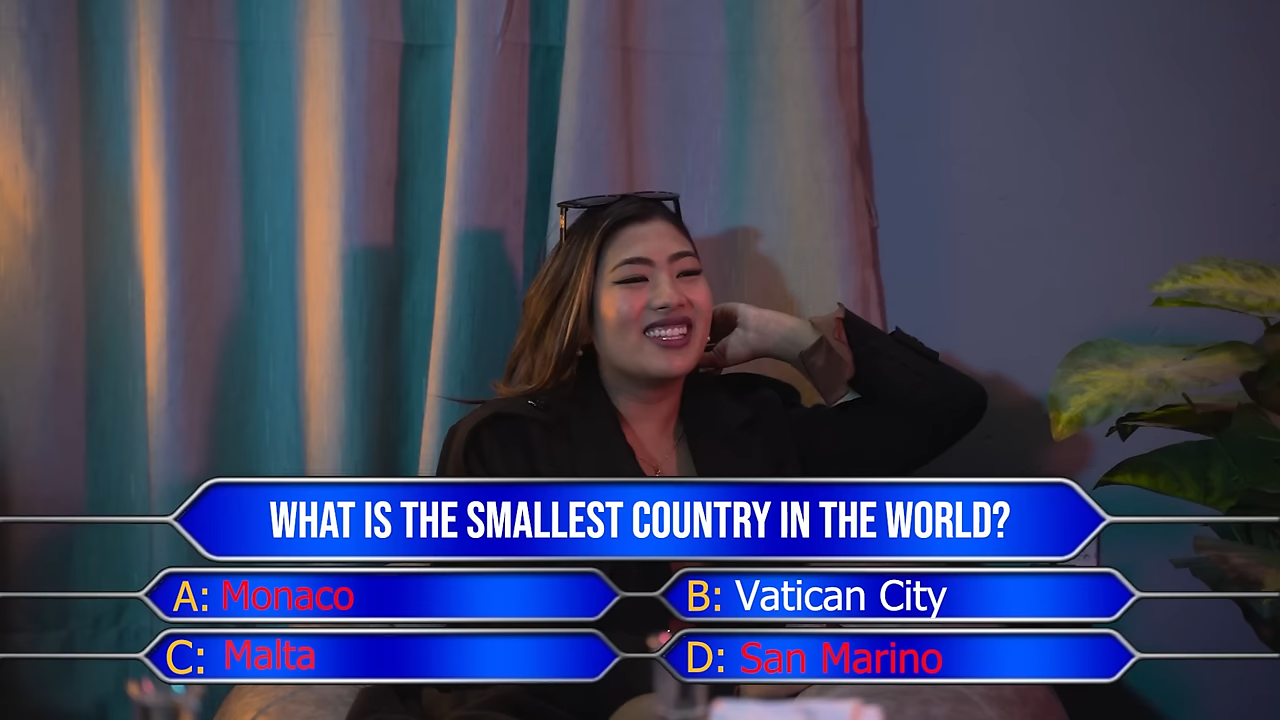 WHAT IS THE SMALLEST COUNTRY IN THE WORLD?
A: Monaco
B: Vatican City
C: Malta
D: San Marino